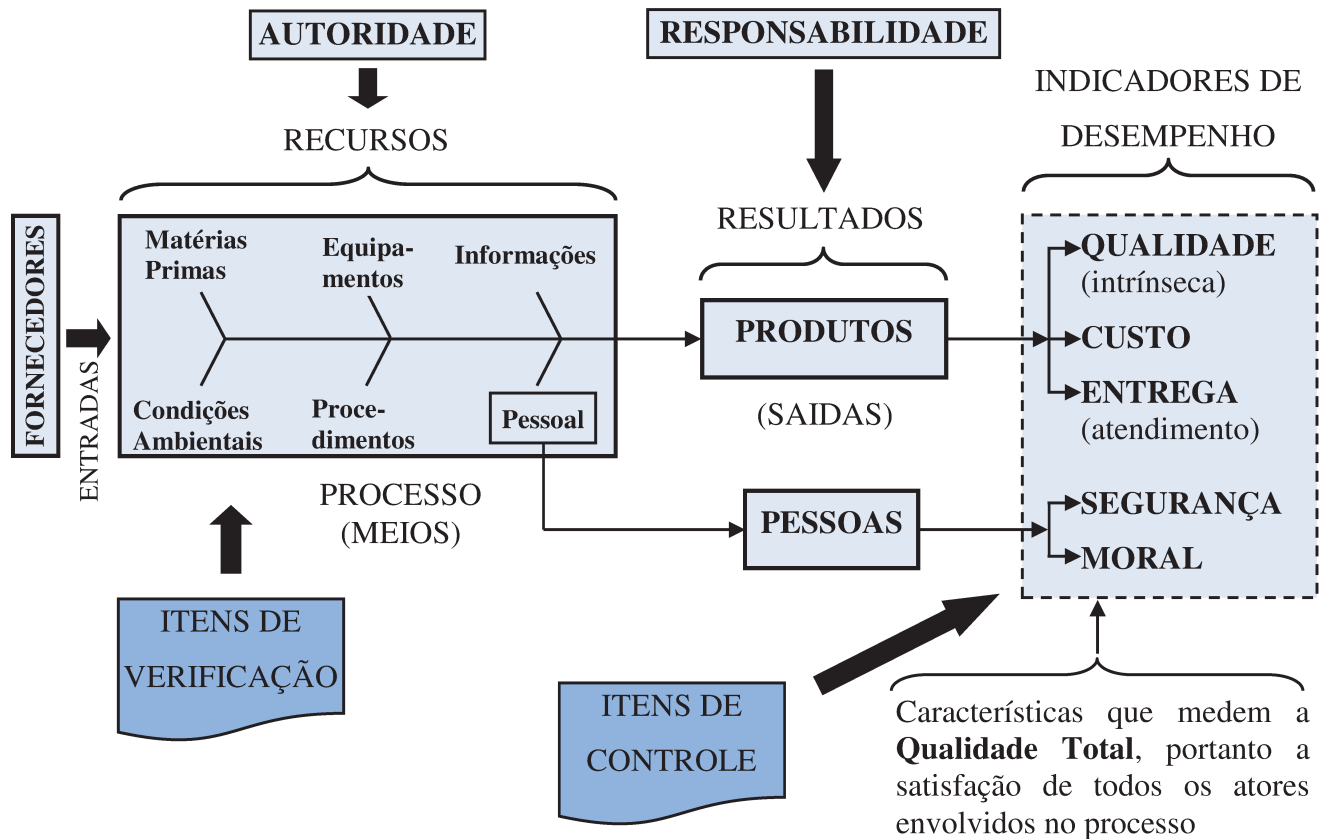 AUTORIDADE
RESPONSABILIDADE
INDICADORES DE
DESEMPENHO
RECURSOS
RESULTADOS
FORNECEDORES
ENTRADAS
Matérias
Primas
Equipa-
mentos
Informações
Condições
Ambientais
Proce-
dimentos
Pessoal
PRODUTOS
(SAIDAS)
QUALIDADE
(intrínseca)
CUSTO
ENTREGA
(atendimento)
PROCESSO
(MEIOS)
PESSOAS
SEGURANÇA
MORAL
ITENS DE
VERIFICAÇÃO
ITENS DE
CONTROLE
Características que medem a
Qualidade Total, portanto a
satisfação de todos os atores
envolvidos no processo